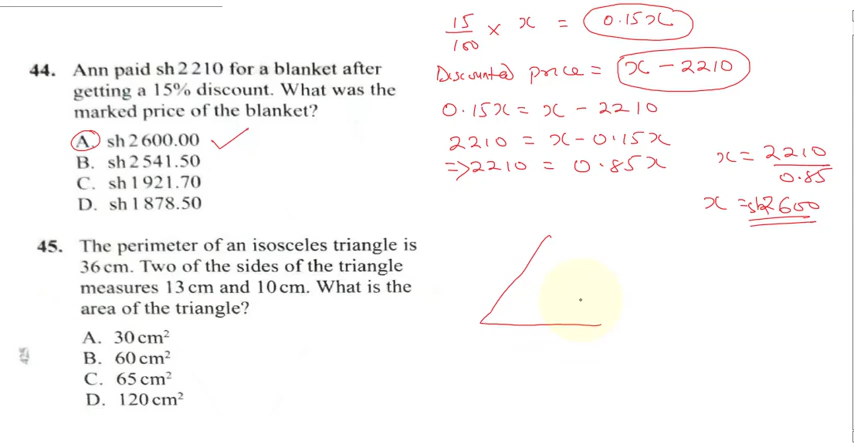 44. Ann paid sh 2 210 for a blanket after
getting a 15% discount. What was the
marked price of the blanket?
A. sh 2 600.00
B. sh 2 541.50
C. sh 1 921.70
D. sh 1 878.50
45. The perimeter of an isosceles triangle is
36 cm. Two of the sides of the triangle
measures 13 cm and 10 cm. What is the
area of the triangle?
A. 30 cm²
B. 60 cm²
C. 65 cm²
D. 120 cm²
15/100 × x = 0.15x
Discounted price = x - 2210
0.15x = x - 2210
2210 = x - 0.15x
=> 2210 = 0.85x
x = 2210/0.85
x = sh2600